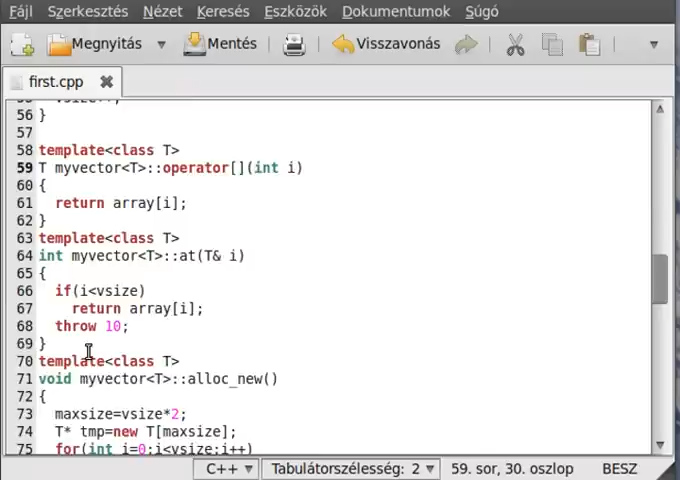 Fájl Szerkesztés Nézet Keresés Eszközök Dokumentumok Súgó
Megnyitás Mentés Visszavonás
first.cpp
55 vsize++;
56 }
57
58 template<class T>
59 T myvector<T>::operator[](int i)
60 {
61 return array[i];
62 }
63 template<class T>
64 int myvector<T>::at(T& i)
65 {
66 if(i<vsize)
67 return array[i];
68 throw 10;
69 }
70 template<class T>
71 void myvector<T>::alloc_new()
72 {
73 maxsize=vsize*2;
74 T* tmp=new T[maxsize];
75 for(int i=0;i<vsize;i++)
C++ Tabulátorszélesség: 2 59. sor, 30. oszlop BESZ